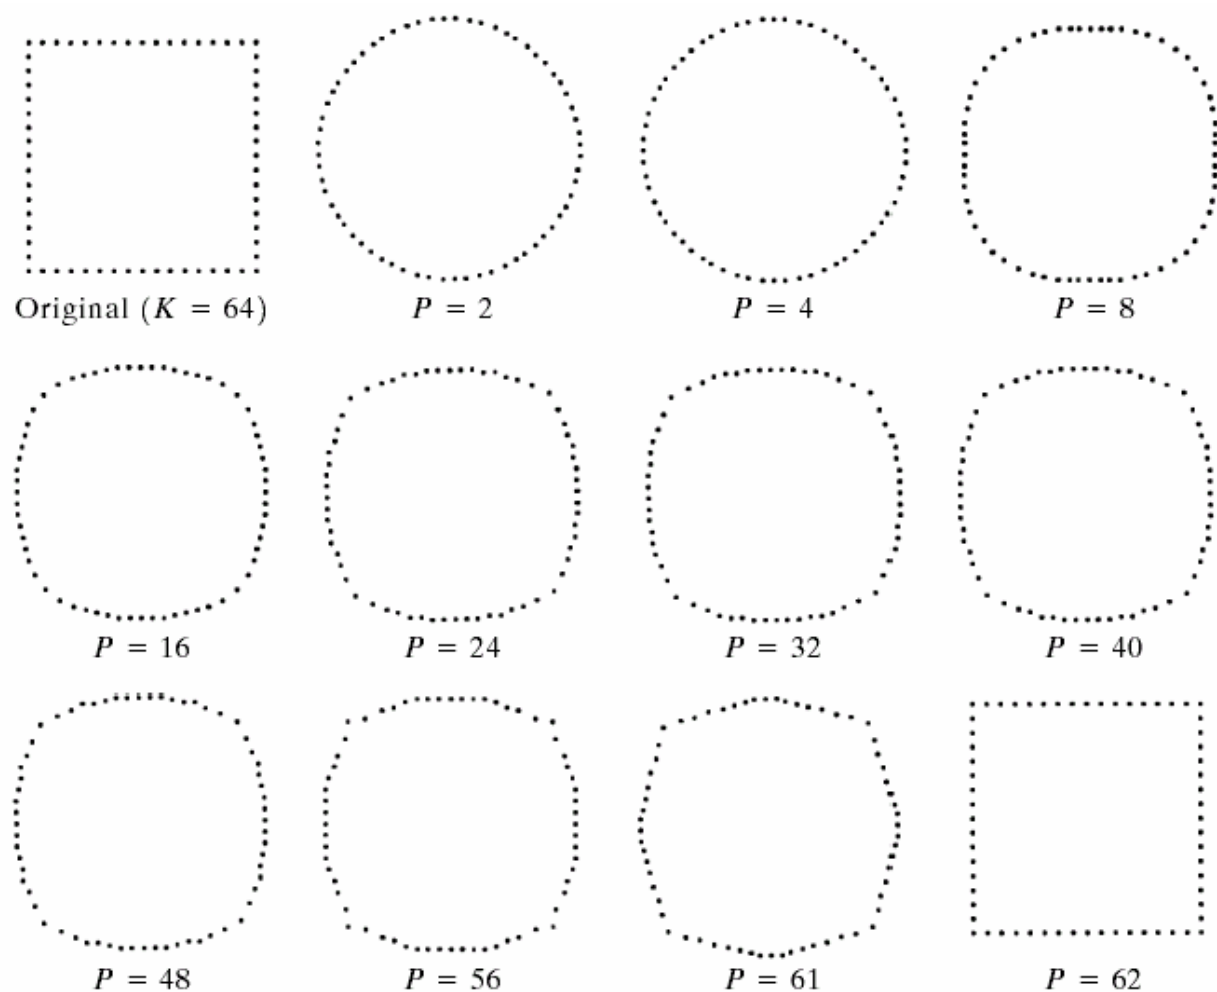 Original (K = 64)
P = 2
P = 4
P = 8
P = 16
P = 24
P = 32
P = 40
P = 48
P = 56
P = 61
P = 62